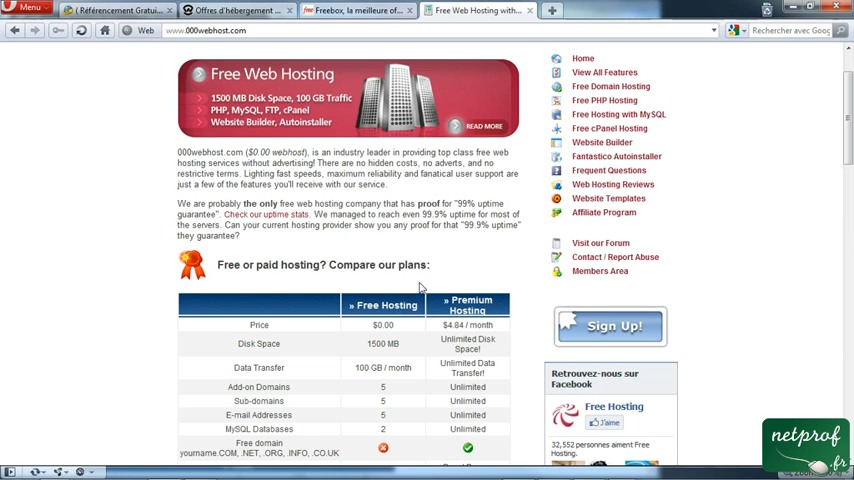 Menu
( Référencement Gratui...
Offres d'hébergement ...
Freebox, la meilleure of...
Free Web Hosting with...
Web
www.000webhost.com
Rechercher avec Goog
Free Web Hosting
1500 MB Disk Space, 100 GB Traffic
PHP, MySQL, FTP, cPanel
Website Builder, Autoinstaller
READ MORE
000webhost.com ($0.00 webhost), is an industry leader in providing top class free web
hosting services without advertising! There are no hidden costs, no adverts, and no
restrictive terms. Lighting fast speeds, maximum reliability and fanatical user support are
just a few of the features you'll receive with our service.
We are probably the only free web hosting company that has proof for "99% uptime
guarantee". Check our uptime stats. We managed to reach even 99.9% uptime for most of
the servers. Can your current hosting provider show you any proof for that "99.9% uptime"
they guarantee?
Free or paid hosting? Compare our plans:
» Free Hosting
» Premium
Hosting
Price $0.00 $4.84 / month
Disk Space 1500 MB Unlimited Disk
Space!
Data Transfer 100 GB / month Unlimited Data
Transfer!
Add-on Domains 5 Unlimited
Sub-domains 5 Unlimited
E-mail Addresses 5 Unlimited
MySQL Databases 2 Unlimited
Free domain
yourname.COM, .NET, .ORG, .INFO, .CO.UK
Home
View All Features
Free Domain Hosting
Free PHP Hosting
Free Hosting with MySQL
Free cPanel Hosting
Website Builder
Fantastico Autoinstaller
Frequent Questions
Web Hosting Reviews
Website Templates
Affiliate Program
Visit our Forum
Contact / Report Abuse
Members Area
Sign Up!
Retrouvez-nous sur
Facebook
Free Hosting
J'aime
32,552 personnes aiment Free
Hosting.
netprof
.fr